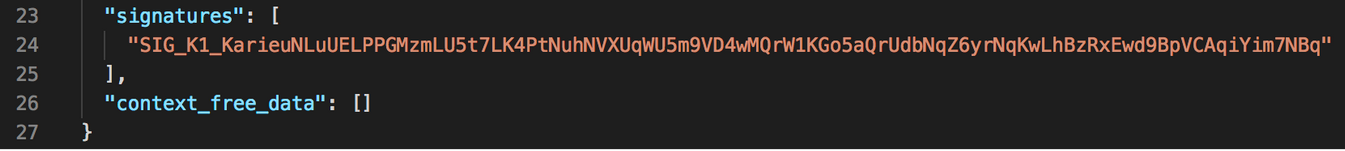 23 "signatures": [
24 "SIG_K1_KarieuNLuUELPPGMzmLU5t7LK4PtNuhNVXUqWU5m9VD4wMQrW1KGo5aQrUdbNqZ6yrNqKwLhBzRxEwd9BpVCAqiYim7NBq"
25 ],
26 "context_free_data": []
27 }